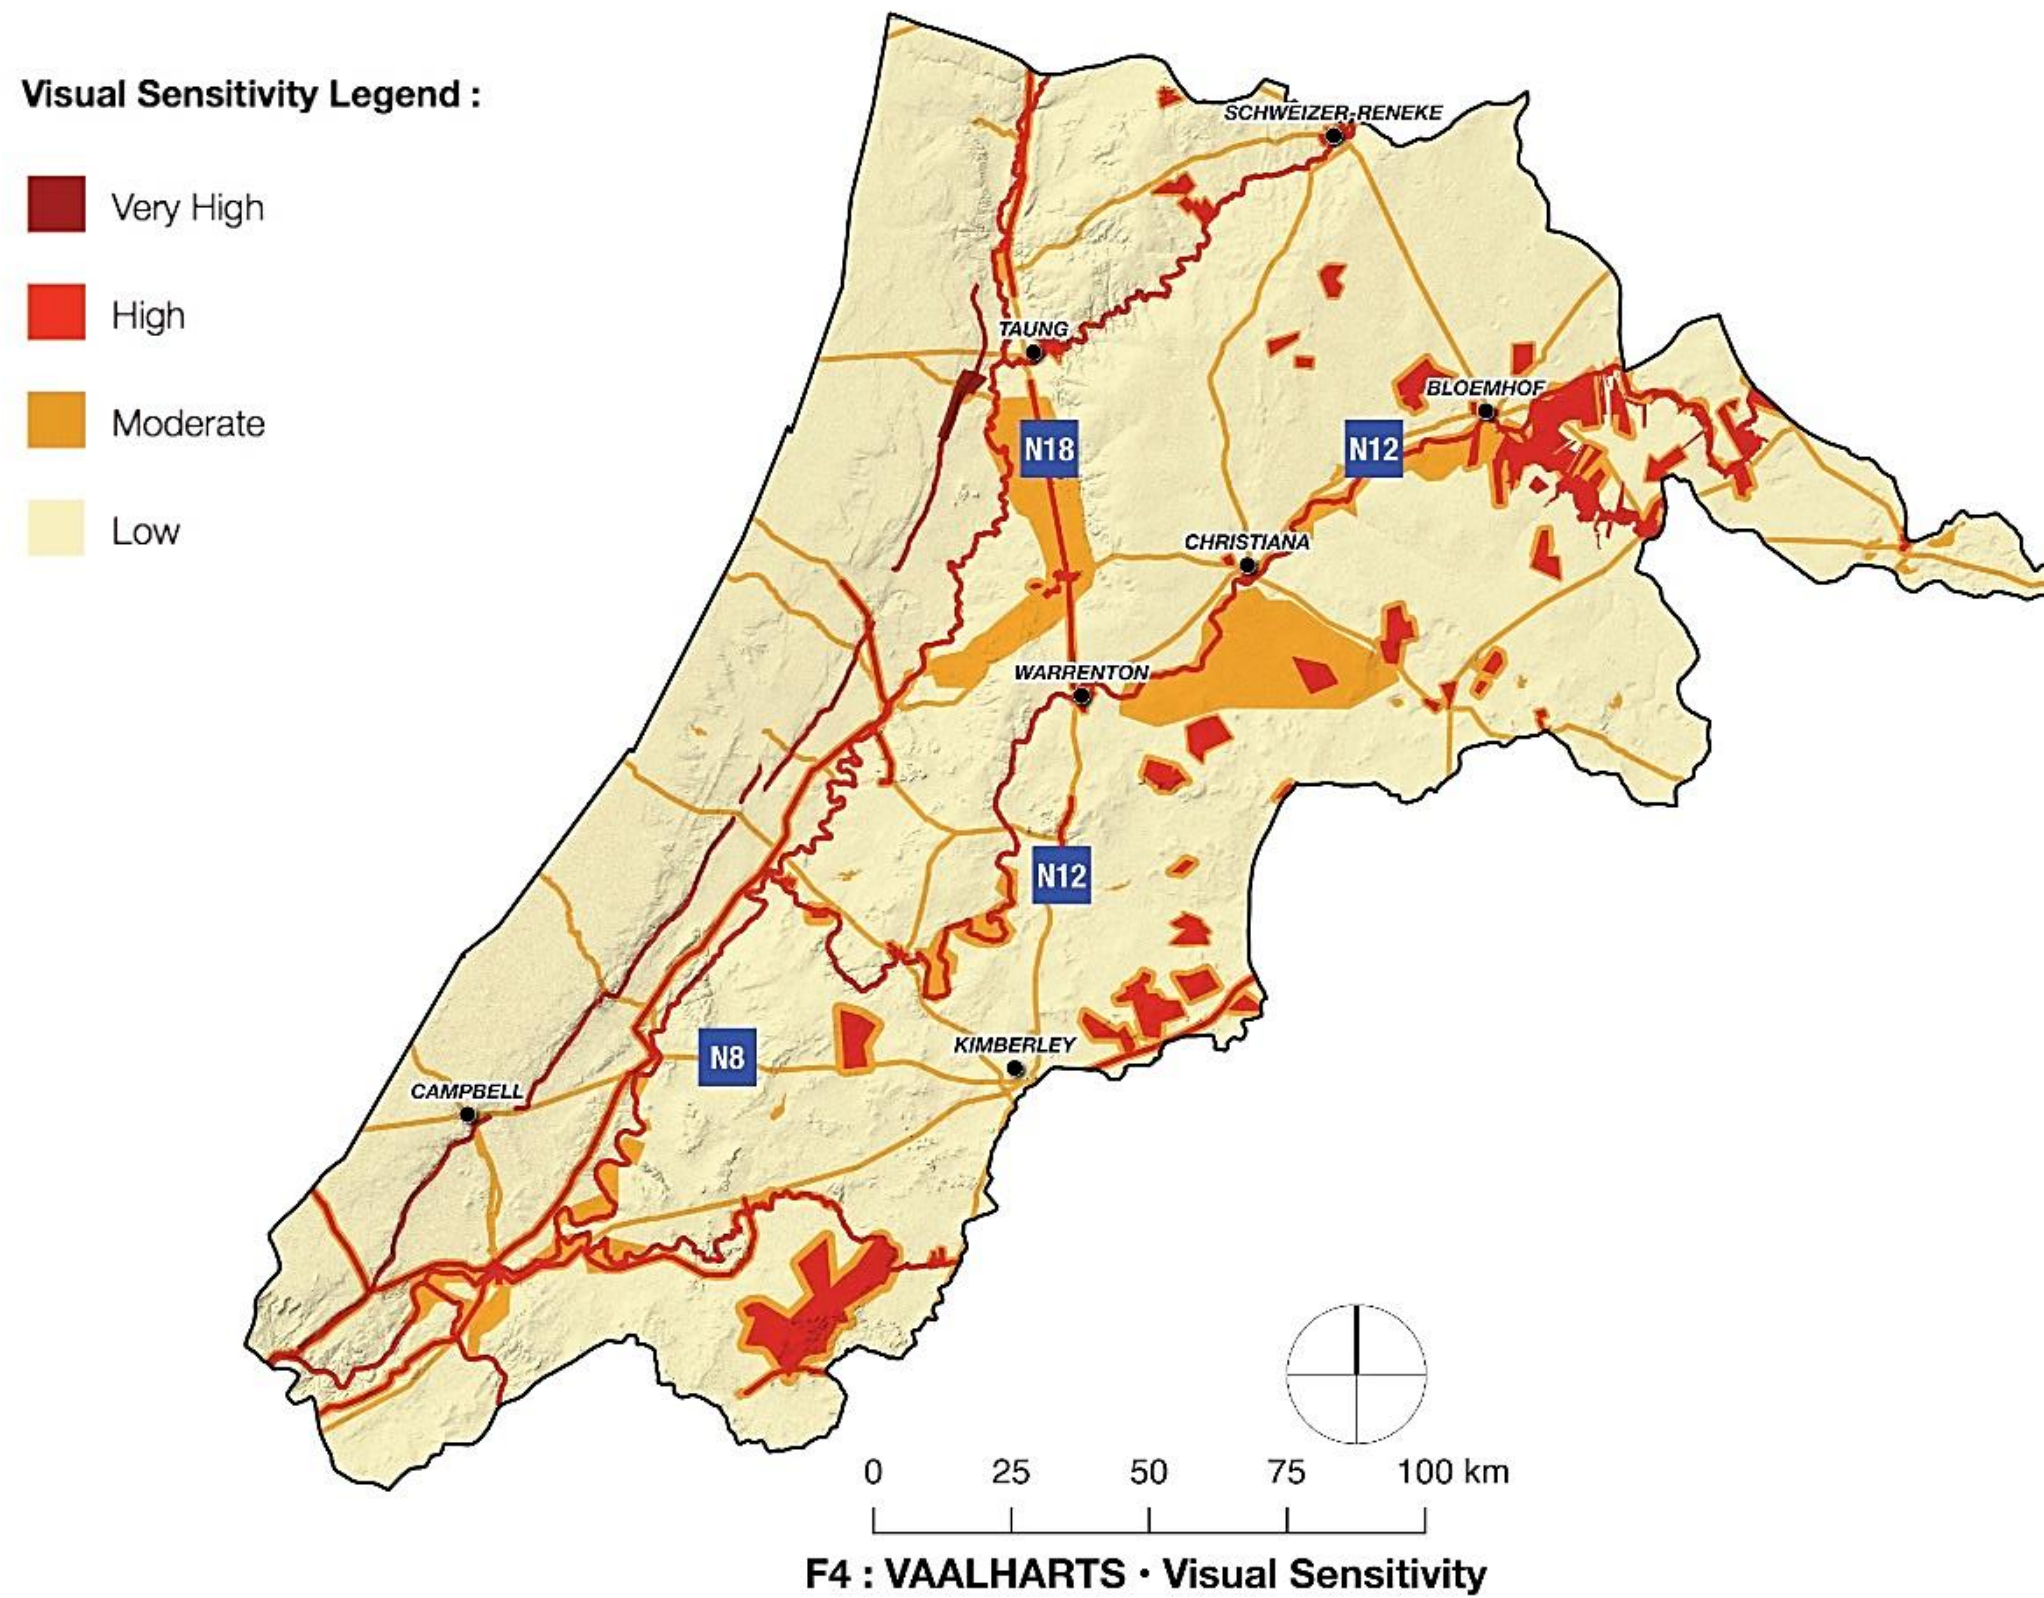 Visual Sensitivity Legend :
Very High
High
Moderate
Low
SCHWEIZER-RENEKE
TAUNG
BLOEMHOF
N18
N12
CHRISTIANA
WARRENTON
N12
N8
KIMBERLEY
CAMPBELL
0 25 50 75 100 km
F4 : VAALHARTS • Visual Sensitivity